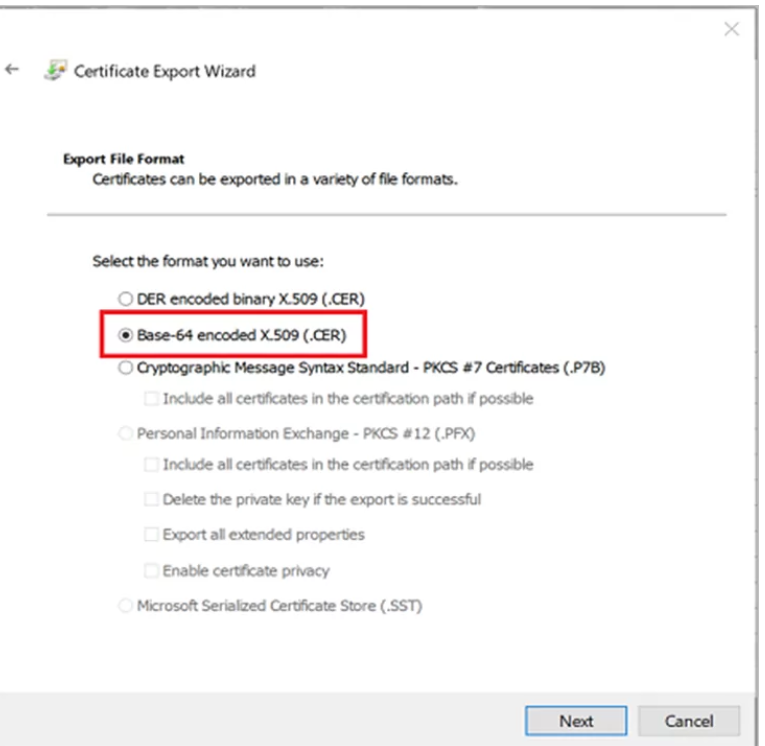 Certificate Export Wizard
Export File Format
Certificates can be exported in a variety of file formats.
Select the format you want to use:
DER encoded binary X.509 (.CER)
Base-64 encoded X.509 (.CER)
Cryptographic Message Syntax Standard - PKCS #7 Certificates (.P7B)
Include all certificates in the certification path if possible
Personal Information Exchange - PKCS #12 (.PFX)
Include all certificates in the certification path if possible
Delete the private key if the export is successful
Export all extended properties
Enable certificate privacy
Microsoft Serialized Certificate Store (.SST)
Next Cancel